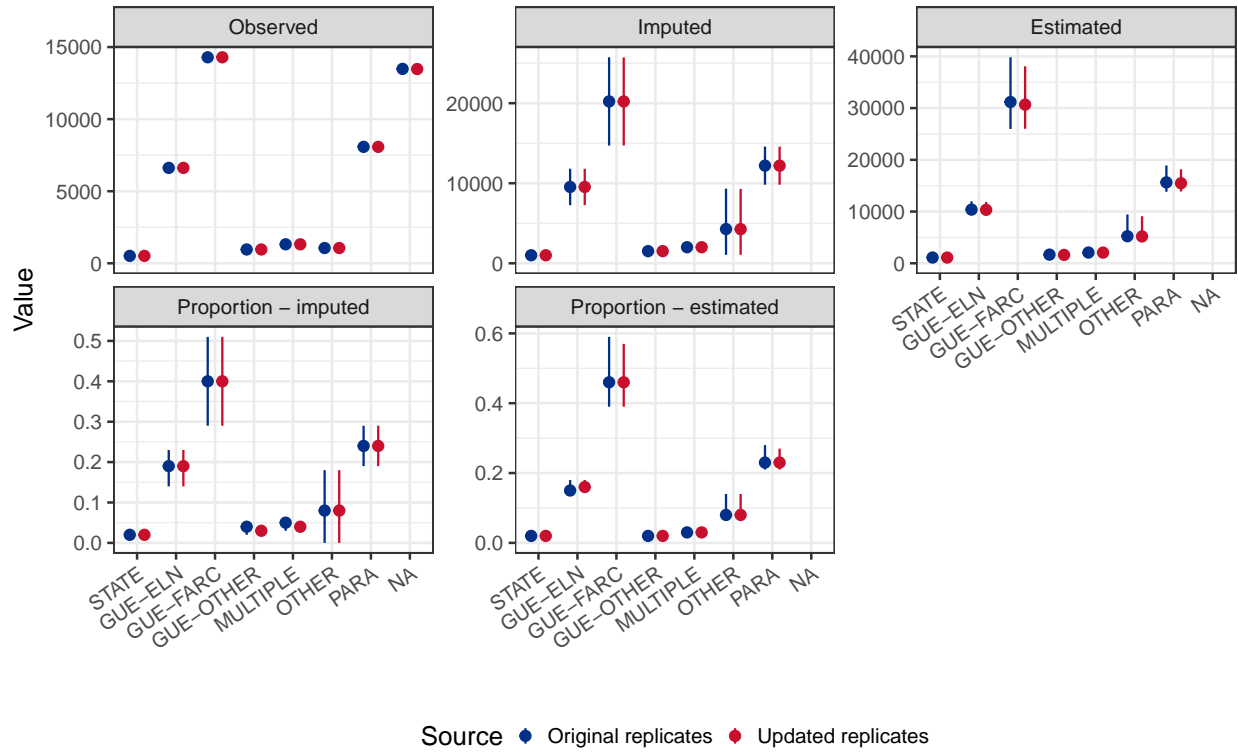 Observed
Imputed
Estimated
15000
10000
5000
0
20000
10000
0
40000
30000
20000
10000
0
Value
STATE
GUE−ELN
GUE−FARC
GUE−OTHER
MULTIPLE
OTHER
PARA
NA
Proportion − imputed
Proportion − estimated
0.5
0.4
0.3
0.2
0.1
0.0
0.6
0.4
0.2
0.0
STATE
GUE−ELN
GUE−FARC
GUE−OTHER
MULTIPLE
OTHER
PARA
NA
STATE
GUE−ELN
GUE−FARC
GUE−OTHER
MULTIPLE
OTHER
PARA
NA
Source Original replicates Updated replicates